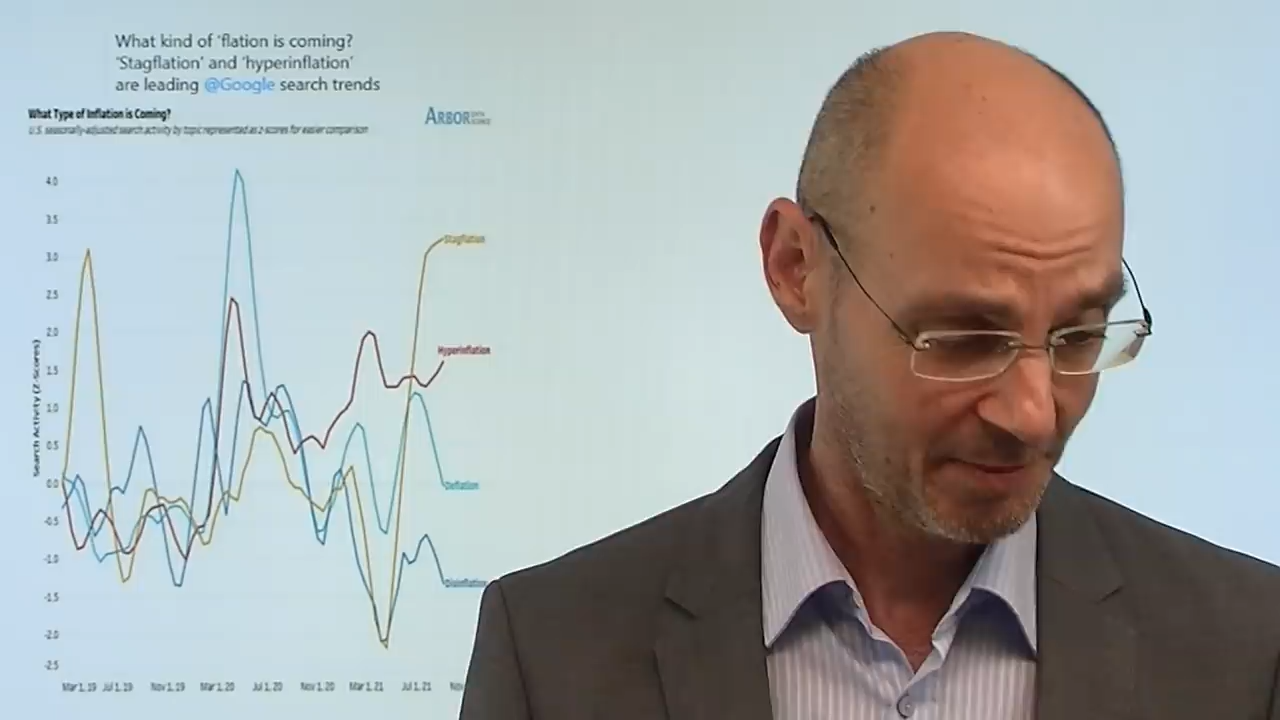 What kind of 'flation is coming?
'Stagflation' and 'hyperinflation'
are leading @Google search trends
What Type of Inflation is Coming?
ARBOR DATA SCIENCE
U.S. seasonally-adjusted search activity by topic represented as z-scores for easier comparison
4.0
3.5
3.0
2.5
2.0
1.5
1.0
0.5
0.0
-0.5
-1.0
-1.5
-2.0
-2.5
Search Activity (Z-Scores)
Stagflation
Hyperinflation
Deflation
Disinflation
Mar 1, 19
Jul 1, 19
Nov 1, 19
Mar 1, 20
Jul 1, 20
Nov 1, 20
Mar 1, 21
Jul 1, 21